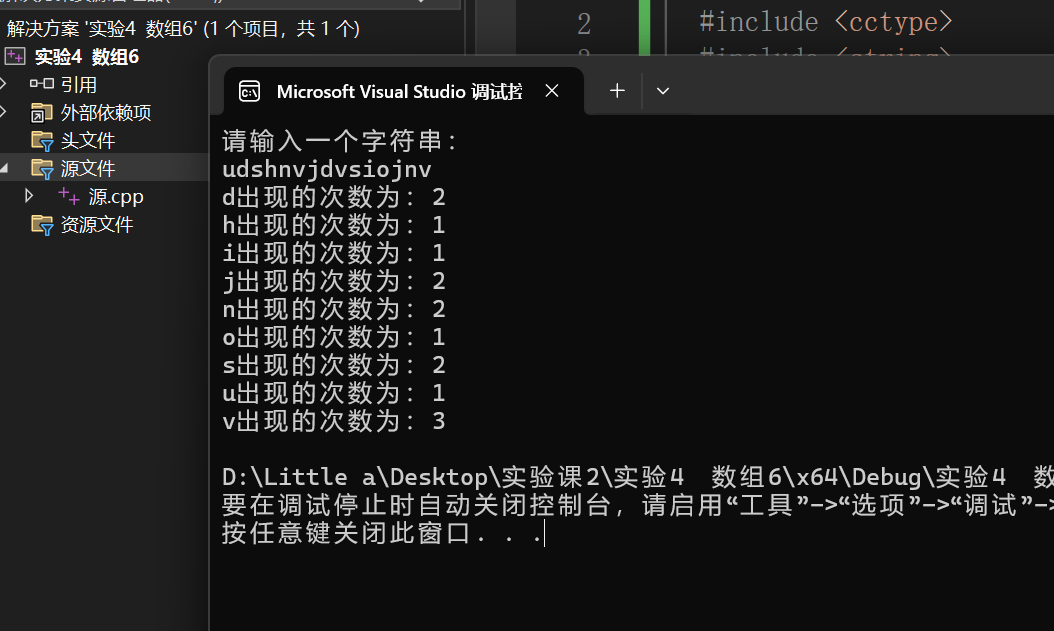 解决方案 '实验4 数组6' (1 个项目，共 1 个)
实验4 数组6
引用
外部依赖项
头文件
源文件
源.cpp
资源文件
2
#include <cctype>
#include <string>
Microsoft Visual Studio 调试控
请输入一个字符串：
udshnvjdvsiojnv
d出现的次数为：2
h出现的次数为：1
i出现的次数为：1
j出现的次数为：2
n出现的次数为：2
o出现的次数为：1
s出现的次数为：2
u出现的次数为：1
v出现的次数为：3
D:\Little a\Desktop\实验课2\实验4 数组6\x64\Debug\实验4 数
要在调试停止时自动关闭控制台，请启用“工具”->“选项”->“调试”->
按任意键关闭此窗口. . .